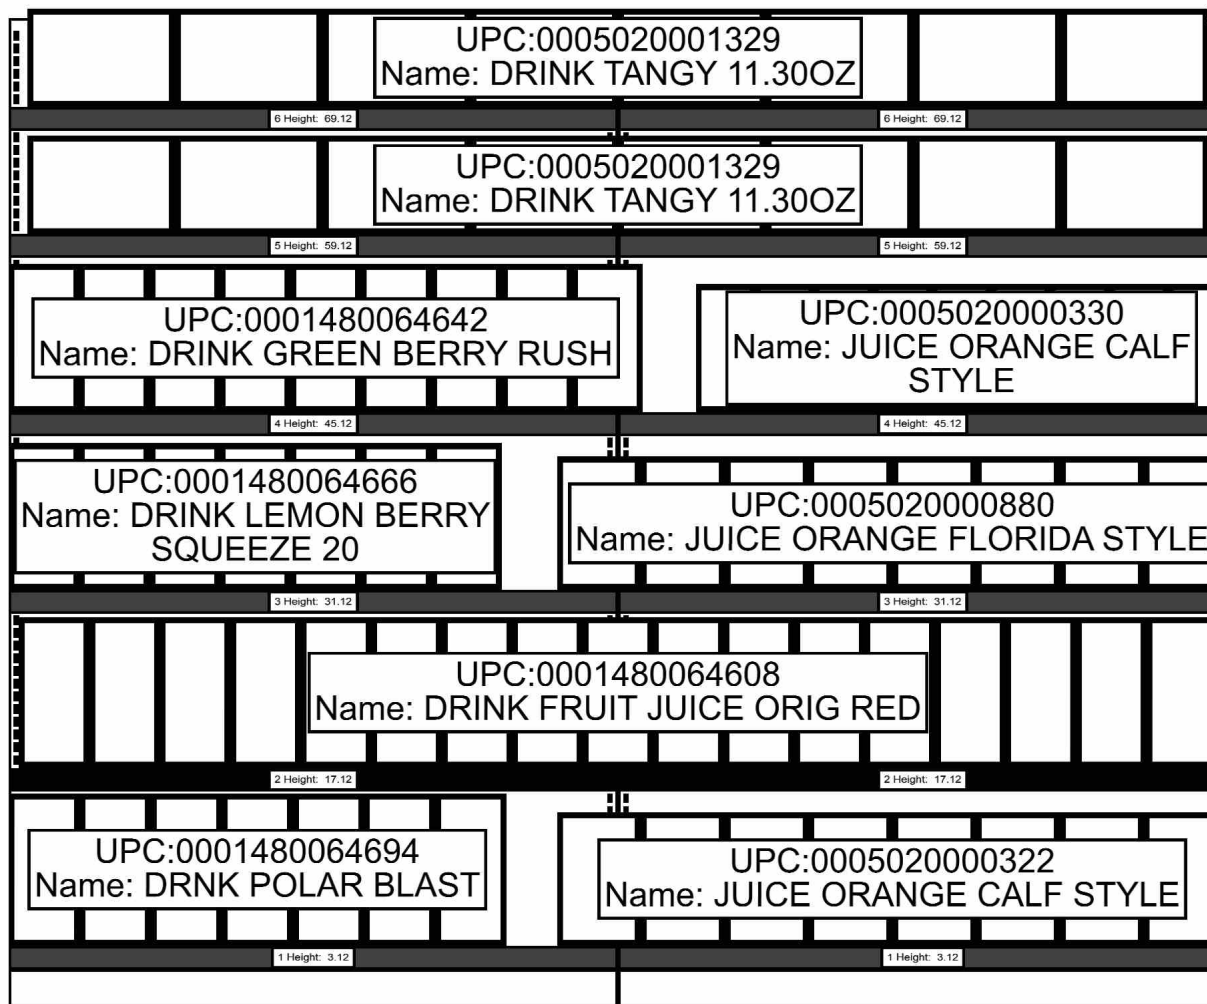 UPC:0005020001329
Name: DRINK TANGY 11.30OZ
6 Height: 69.12
6 Height: 69.12
UPC:0005020001329
Name: DRINK TANGY 11.30OZ
5 Height: 59.12
5 Height: 59.12
UPC:0001480064642
Name: DRINK GREEN BERRY RUSH
UPC:0005020000330
Name: JUICE ORANGE CALF
STYLE
4 Height: 45.12
4 Height: 45.12
UPC:0001480064666
Name: DRINK LEMON BERRY
SQUEEZE 20
UPC:0005020000880
Name: JUICE ORANGE FLORIDA STYLE
3 Height: 31.12
3 Height: 31.12
UPC:0001480064608
Name: DRINK FRUIT JUICE ORIG RED
2 Height: 17.12
2 Height: 17.12
UPC:0001480064694
Name: DRNK POLAR BLAST
UPC:0005020000322
Name: JUICE ORANGE CALF STYLE
1 Height: 3.12
1 Height: 3.12